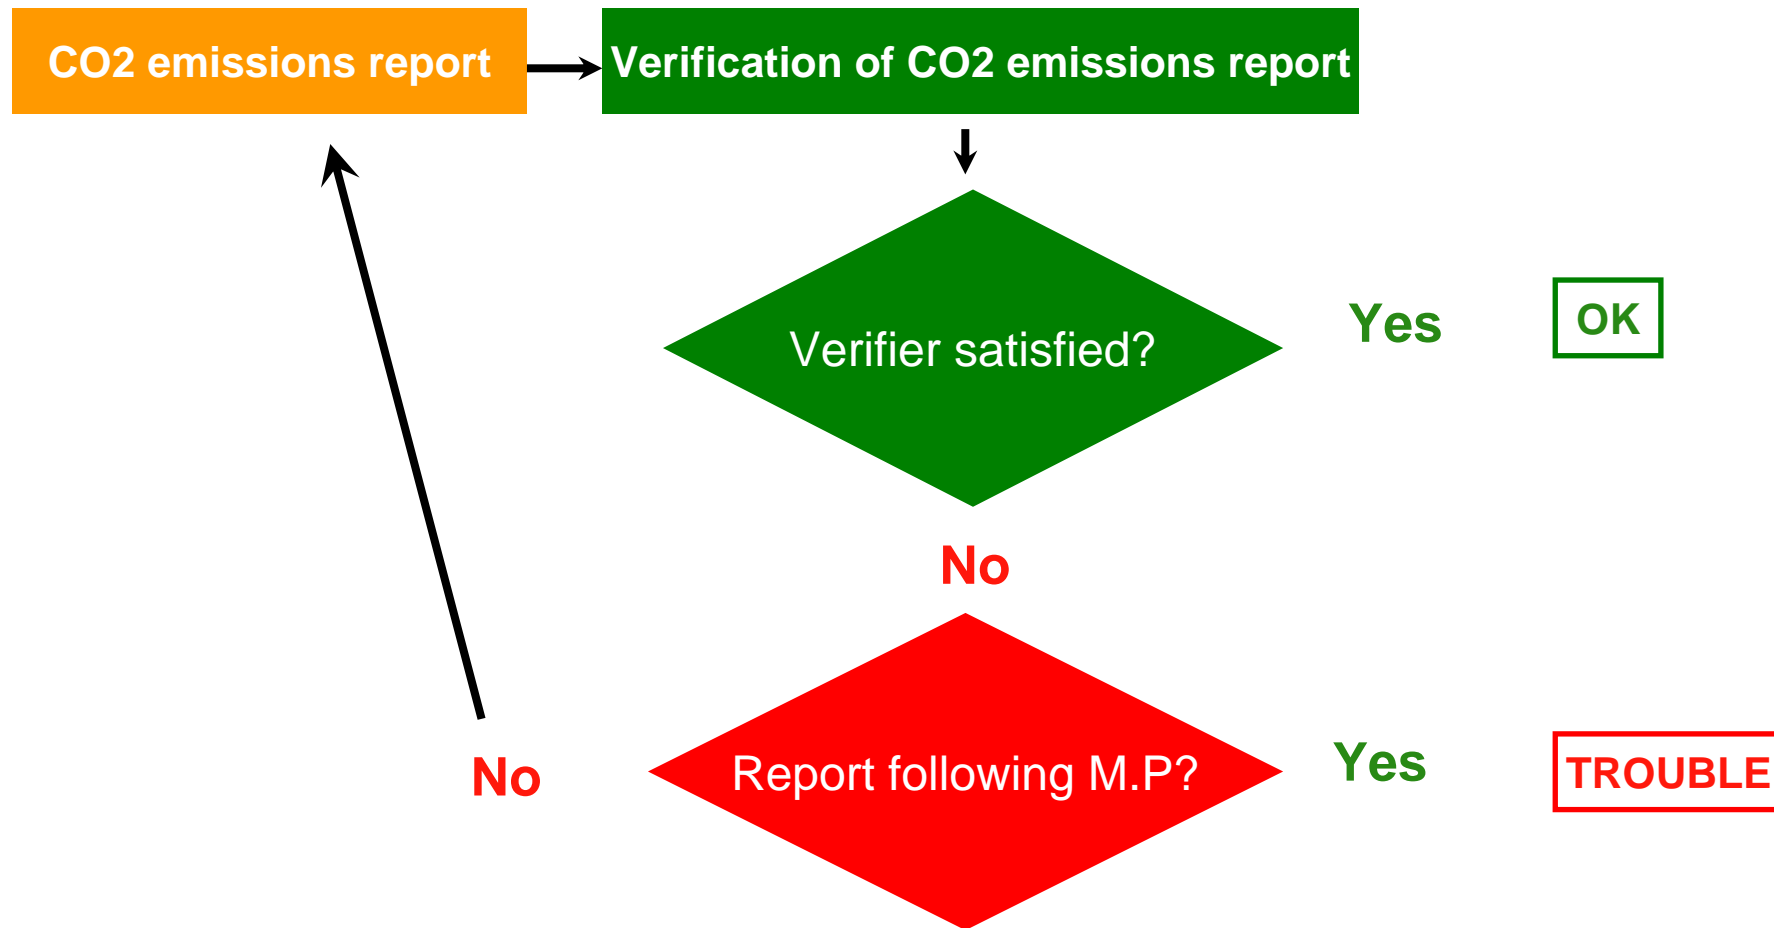 CO2 emissions report
Verification of CO2 emissions report
Verifier satisfied?
Yes
OK
No
No
Report following M.P?
Yes
TROUBLE